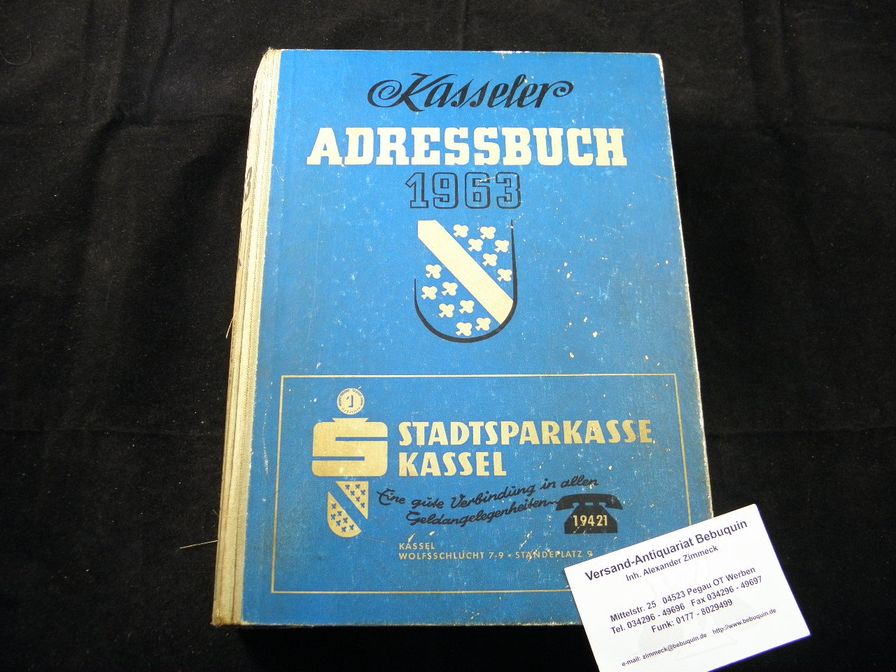 Kasseler
ADRESSBUCH
1963
1
STADTSPARKASSE
KASSEL
Eine gute Verbindung in allen
Geldangelegenheiten
19421
KASSEL
WOLFSSCHLUCHT 7-9 • STÄNDEPLATZ 9
Versand-Antiquariat Bebuquin
Inh. Alexander Zimmeck
Mittelstr. 25 04523 Pegau OT Werben
Tel. 034296 - 49696 Fax 034296 - 49697
Funk: 0177 - 8029499
e-mail: zimmeck@bebuquin.de http://www.bebuquin.de